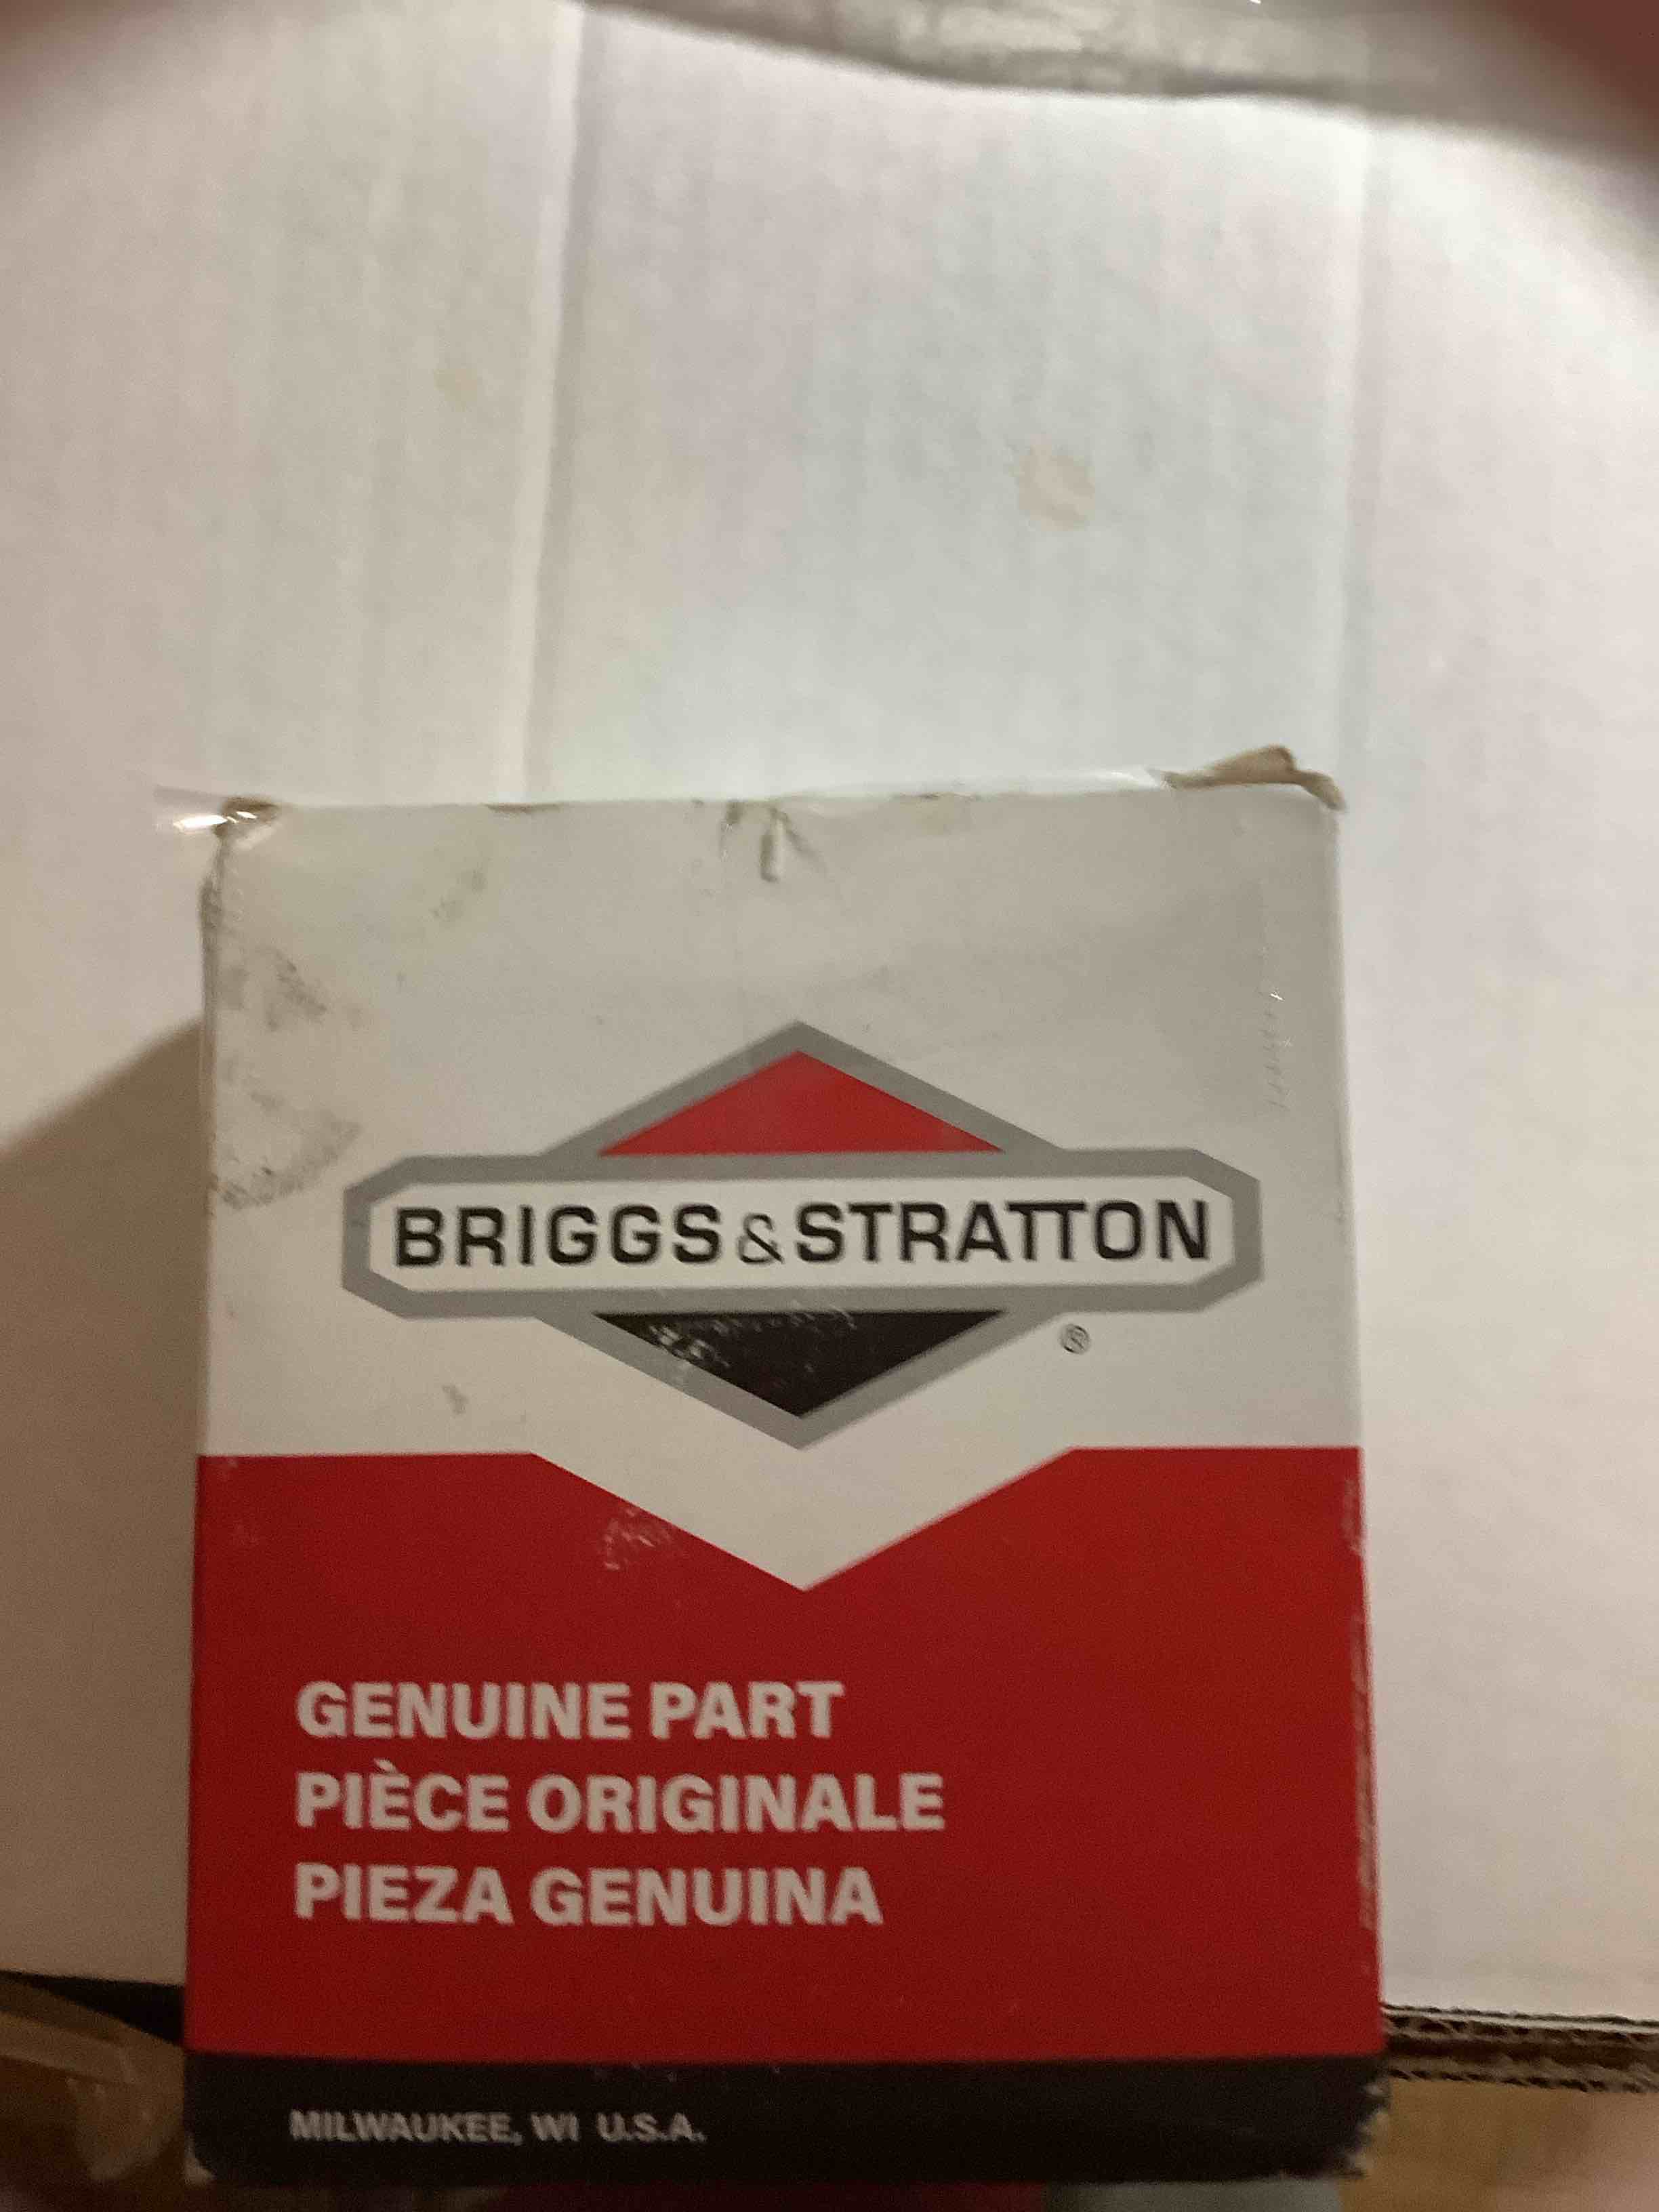 BRIGGS & STRATTON
®
GENUINE PART
PIÈCE ORIGINALE
PIEZA GENUINA
MILWAUKEE, WI U.S.A.